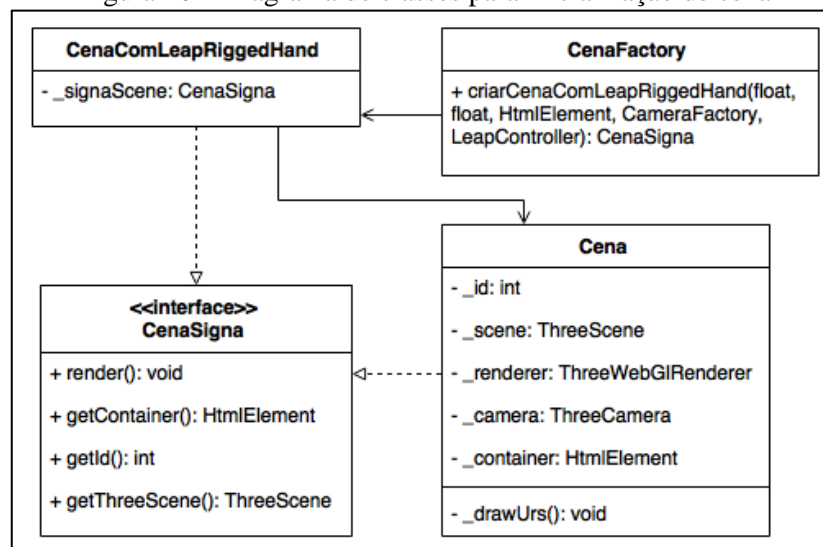 CenaComLeapRiggedHand
- _signaScene: CenaSigna
CenaFactory
+ criarCenaComLeapRiggedHand(float,
float, HtmlElement, CameraFactory,
LeapController): CenaSigna
<<interface>>
CenaSigna
+ render(): void
+ getContainer(): HtmlElement
+ getId(): int
+ getThreeScene(): ThreeScene
Cena
- _id: int
- _scene: ThreeScene
- _renderer: ThreeWebGlRenderer
- _camera: ThreeCamera
- _container: HtmlElement
- _drawUrs(): void